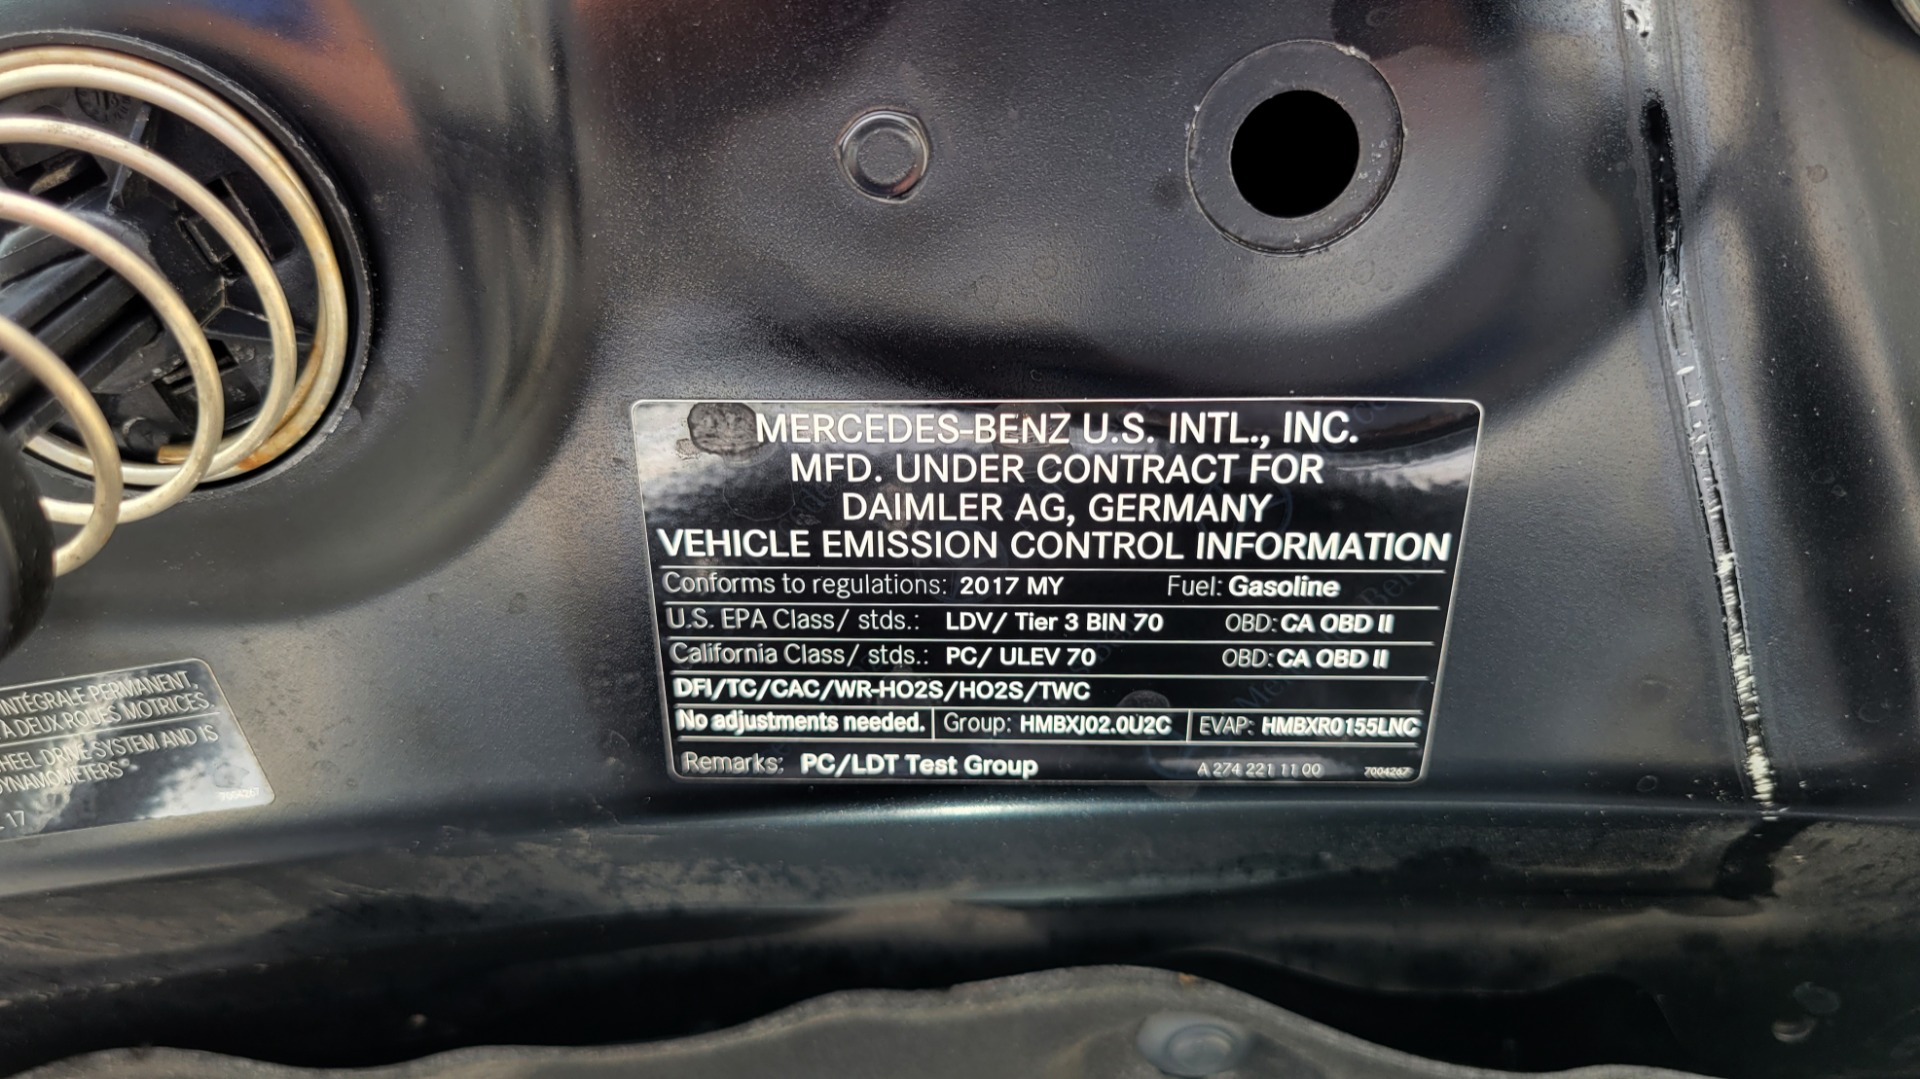 MERCEDES-BENZ U.S. INTL., INC.
MFD. UNDER CONTRACT FOR
DAIMLER AG, GERMANY
VEHICLE EMISSION CONTROL INFORMATION
Conforms to regulations: 2017 MY Fuel: Gasoline
U.S. EPA Class/ stds.: LDV/ Tier 3 BIN 70 OBD: CA OBD II
California Class/ stds.: PC/ ULEV 70 OBD: CA OBD II
DFI/TC/CAC/WR-HO2S/HO2S/TWC
No adjustments needed. Group: HMBXJ02.0U2C EVAP: HMBXR0155LNC
Remarks: PC/LDT Test Group A 274 221 11 00 7004267
INTÉGRALE PERMANENT,
À DEUX ROUES MOTRICES.
HEEL DRIVE SYSTEM AND IS
DYNAMOMETERS
7004267
17